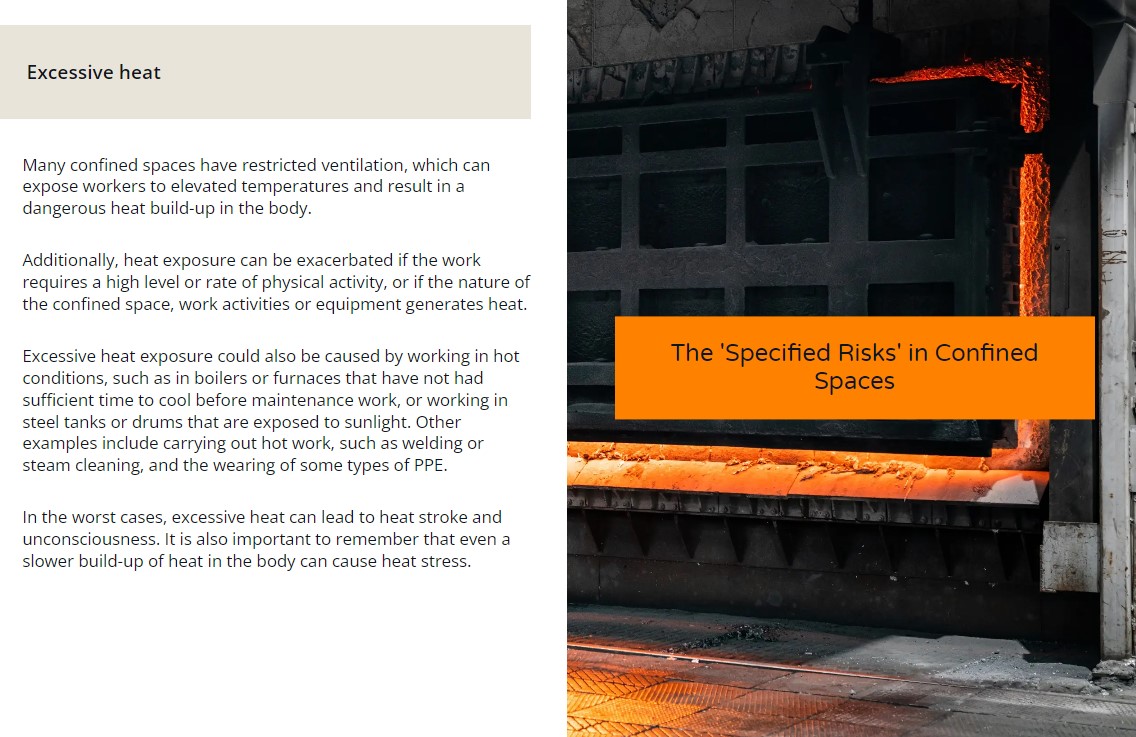 Excessive heat
Many confined spaces have restricted ventilation, which can
expose workers to elevated temperatures and result in a
dangerous heat build-up in the body.
Additionally, heat exposure can be exacerbated if the work
requires a high level or rate of physical activity, or if the nature of
the confined space, work activities or equipment generates heat.
Excessive heat exposure could also be caused by working in hot
conditions, such as in boilers or furnaces that have not had
sufficient time to cool before maintenance work, or working in
steel tanks or drums that are exposed to sunlight. Other
examples include carrying out hot work, such as welding or
steam cleaning, and the wearing of some types of PPE.
In the worst cases, excessive heat can lead to heat stroke and
unconsciousness. It is also important to remember that even a
slower build-up of heat in the body can cause heat stress.
The 'Specified Risks' in Confined
Spaces